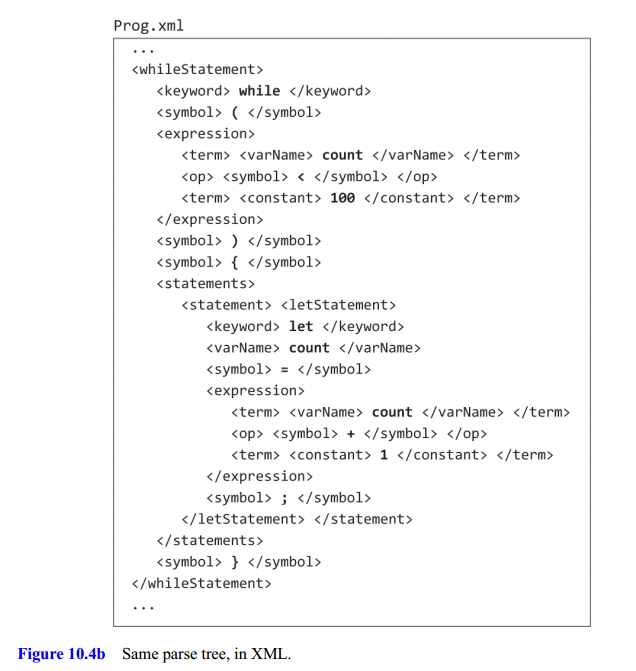 Prog.xml
...
<whileStatement>
<keyword> while </keyword>
<symbol> ( </symbol>
<expression>
<term> <varName> count </varName> </term>
<op> <symbol> < </symbol> </op>
<term> <constant> 100 </constant> </term>
</expression>
<symbol> ) </symbol>
<symbol> { </symbol>
<statements>
<statement> <letStatement>
<keyword> let </keyword>
<varName> count </varName>
<symbol> = </symbol>
<expression>
<term> <varName> count </varName> </term>
<op> <symbol> + </symbol> </op>
<term> <constant> 1 </constant> </term>
</expression>
<symbol> ; </symbol>
</letStatement> </statement>
</statements>
<symbol> } </symbol>
</whileStatement>
...
Figure 10.4b Same parse tree, in XML.